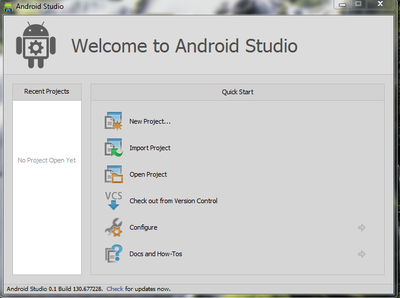 Android Studio
Welcome to Android Studio
Recent Projects
No Project Open Yet
Quick Start
New Project...
Import Project
Open Project
VCS
Check out from Version Control
Configure
Docs and How-Tos
Android Studio 0.1 Build 130.677228. Check for updates now.